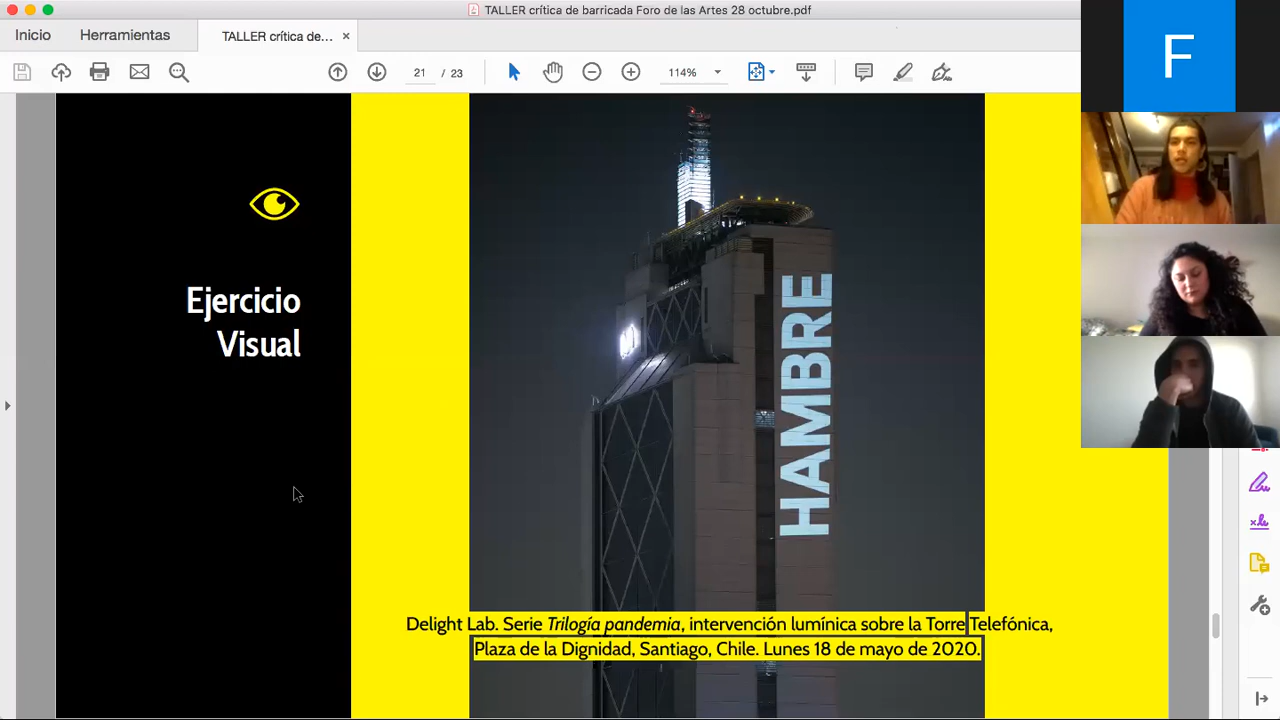 TALLER crítica de barricada Foro de las Artes 28 octubre.pdf
Inicio
Herramientas
TALLER crítica de...
21 / 23
114%
F
Ejercicio
Visual
HAMBRE
Delight Lab. Serie Trilogía pandemia, intervención lumínica sobre la Torre Telefónica,
Plaza de la Dignidad, Santiago, Chile. Lunes 18 de mayo de 2020.